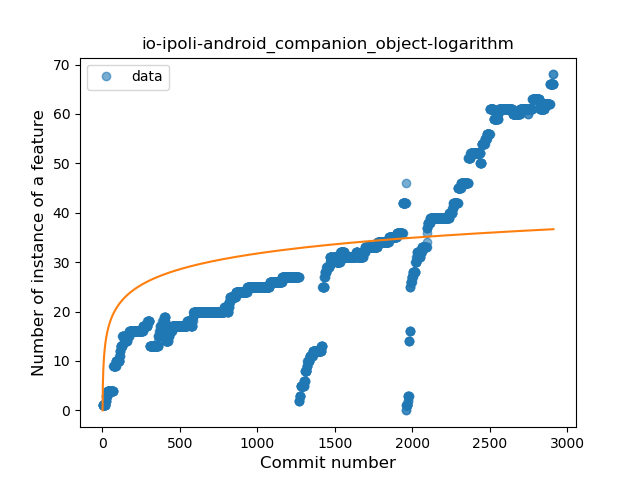 io-ipoli-android_companion_object-logarithm
data
Number of instance of a feature
70
60
50
40
30
20
10
0
0 500 1000 1500 2000 2500 3000
Commit number